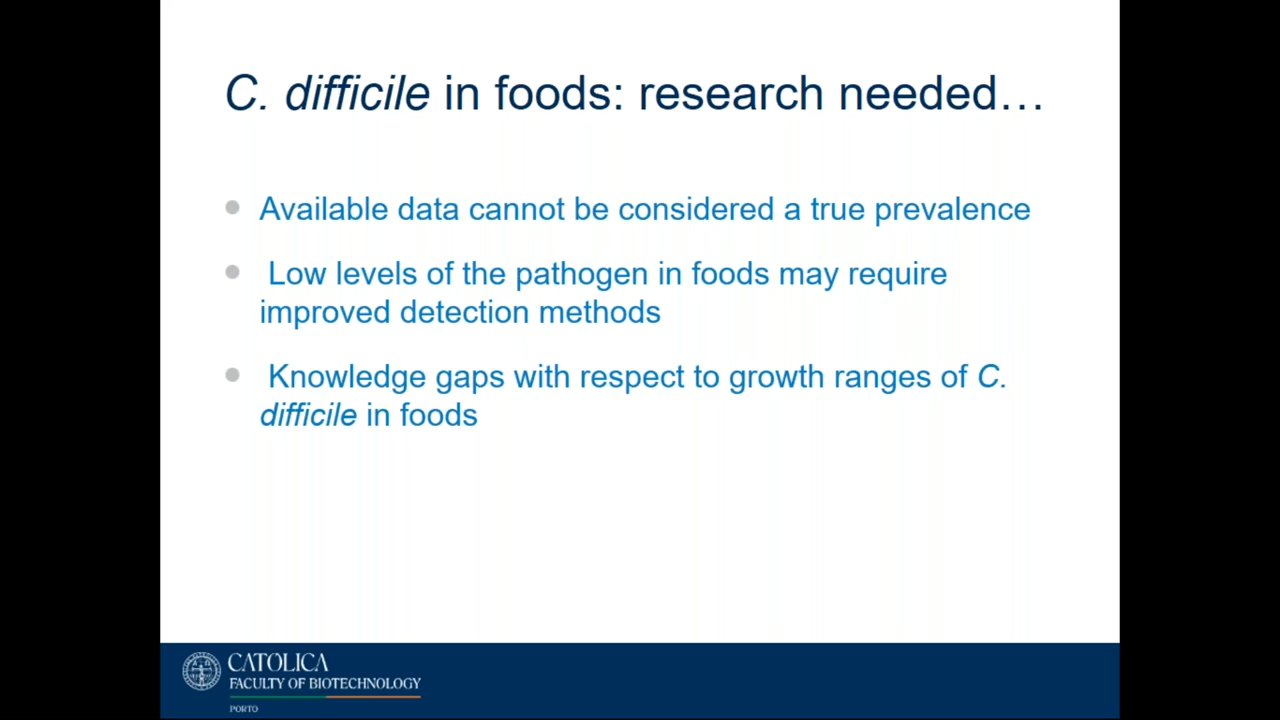 C. difficile in foods: research needed…
Available data cannot be considered a true prevalence
Low levels of the pathogen in foods may require
improved detection methods
Knowledge gaps with respect to growth ranges of C.
difficile in foods
CATOLICA
FACULTY OF BIOTECHNOLOGY
PORTO